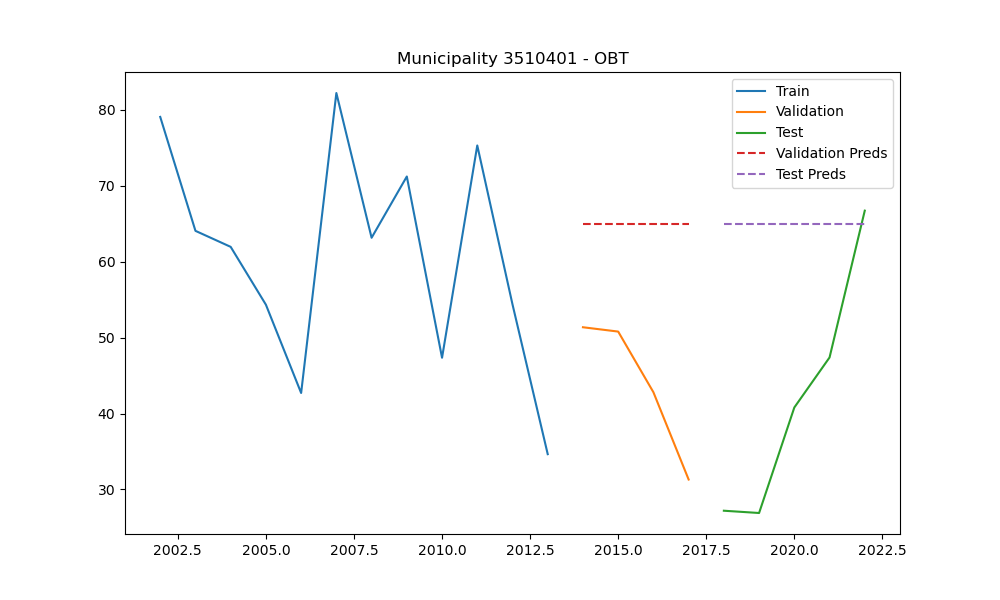 Municipality 3510401 - OBT
Train
Validation
Test
Validation Preds
Test Preds
80
70
60
50
40
30
2002.5 2005.0 2007.5 2010.0 2012.5 2015.0 2017.5 2020.0 2022.5